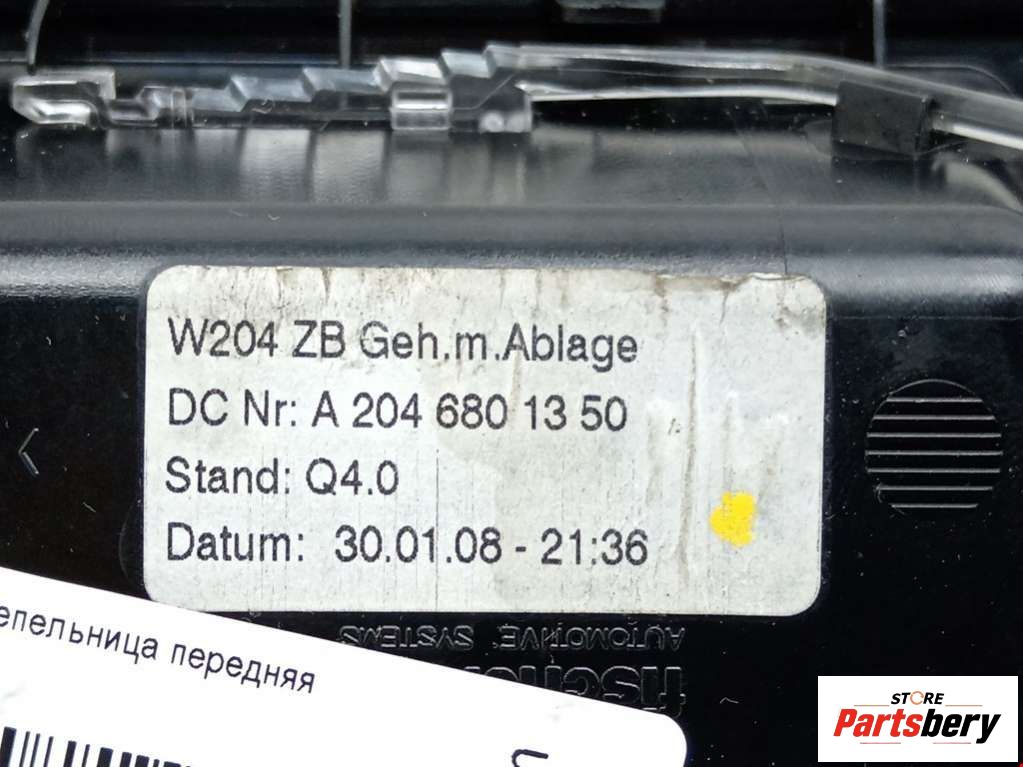 W204 ZB Geh.m.Ablage
DC Nr: A 204 680 13 50
Stand: Q4.0
Datum: 30.01.08 - 21:36
AUTOMOTIVE SYSTEMS
епельница передняя
STORE
Partsbery